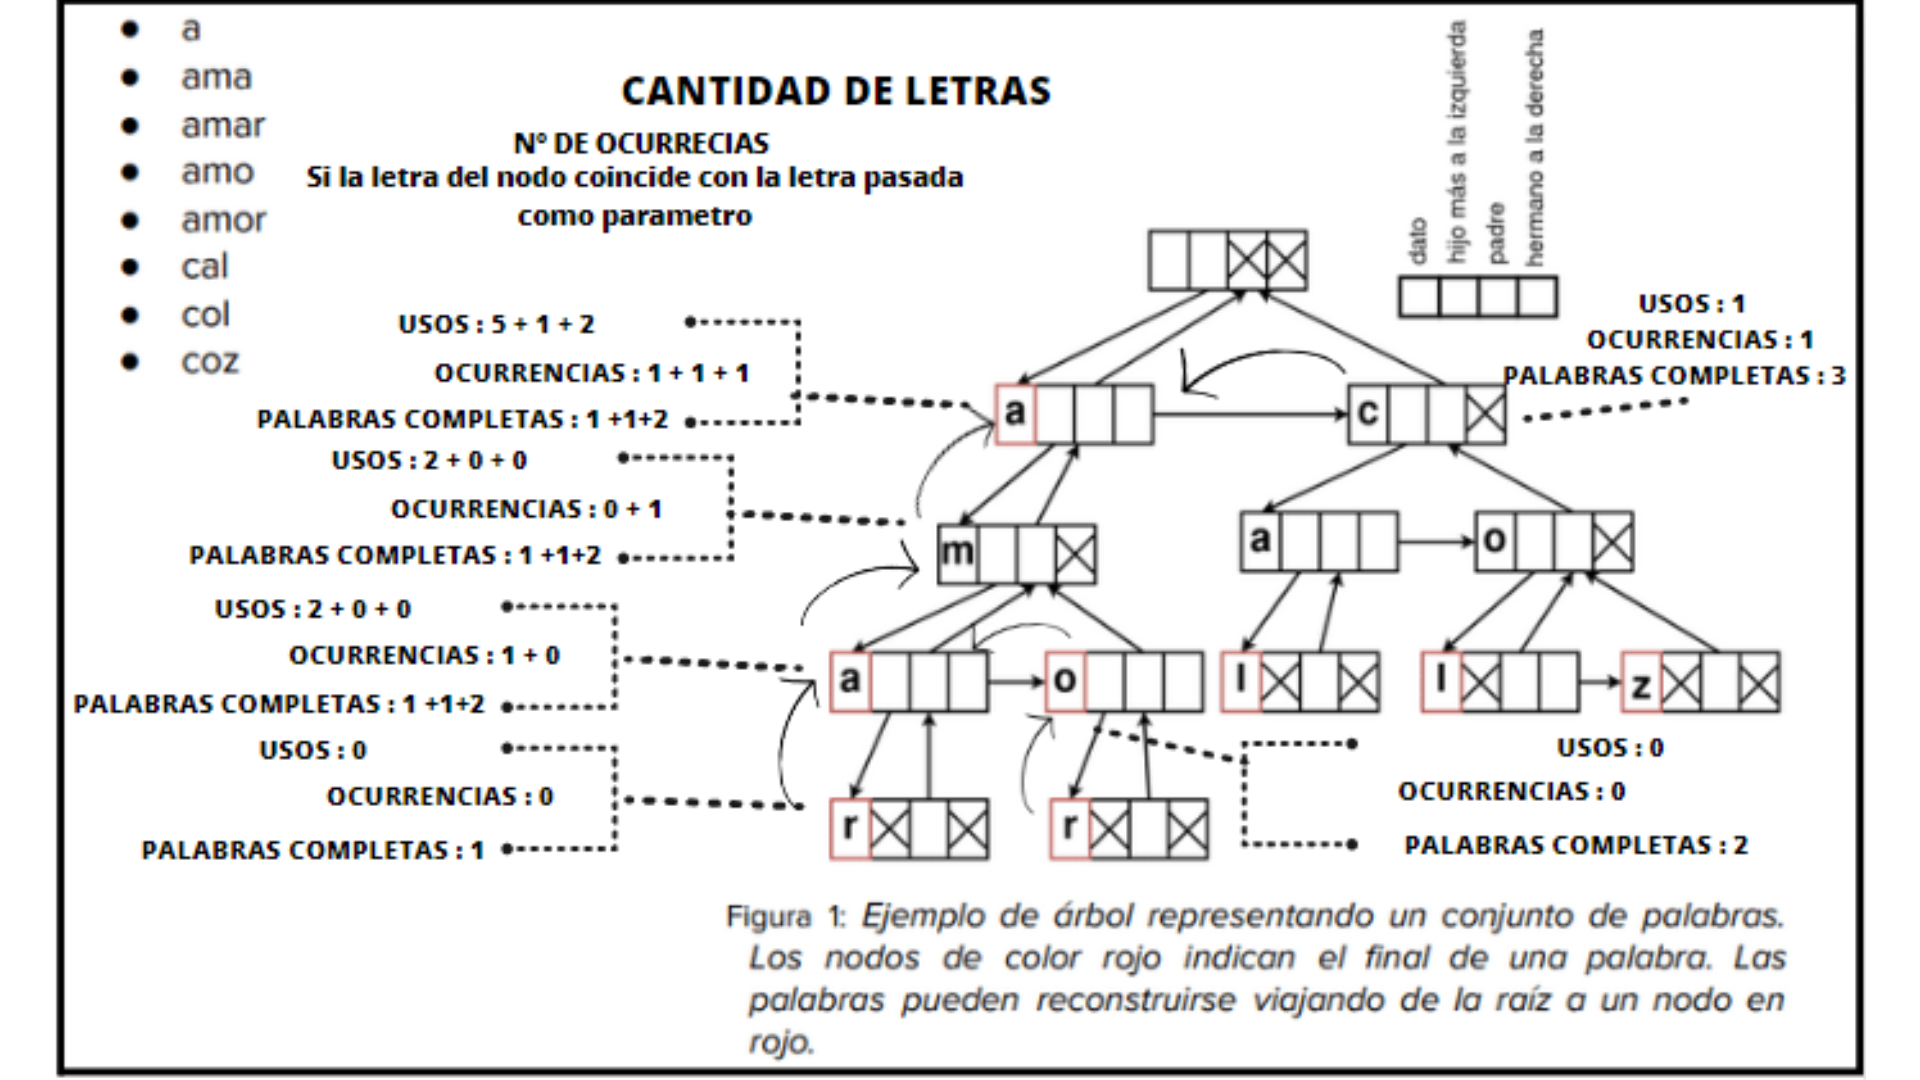 a
ama
amar
amo
amor
cal
col
coz
CANTIDAD DE LETRAS
Nº DE OCURRECIAS
Si la letra del nodo coincide con la letra pasada
como parametro
dato
hijo más a la izquierda
padre
hermano a la derecha
USOS : 1
OCURRENCIAS : 1
PALABRAS COMPLETAS : 3
USOS : 5 + 1 + 2
OCURRENCIAS : 1 + 1 + 1
PALABRAS COMPLETAS : 1 +1+2
USOS : 2 + 0 + 0
OCURRENCIAS : 0 + 1
PALABRAS COMPLETAS : 1 +1+2
USOS : 2 + 0 + 0
OCURRENCIAS : 1 + 0
PALABRAS COMPLETAS : 1 +1+2
USOS : 0
OCURRENCIAS : 0
PALABRAS COMPLETAS : 1
a c
m a o
a o l l z
r r
USOS : 0
OCURRENCIAS : 0
PALABRAS COMPLETAS : 2
Figura 1: Ejemplo de árbol representando un conjunto de palabras.
Los nodos de color rojo indican el final de una palabra. Las
palabras pueden reconstruirse viajando de la raíz a un nodo en
rojo.